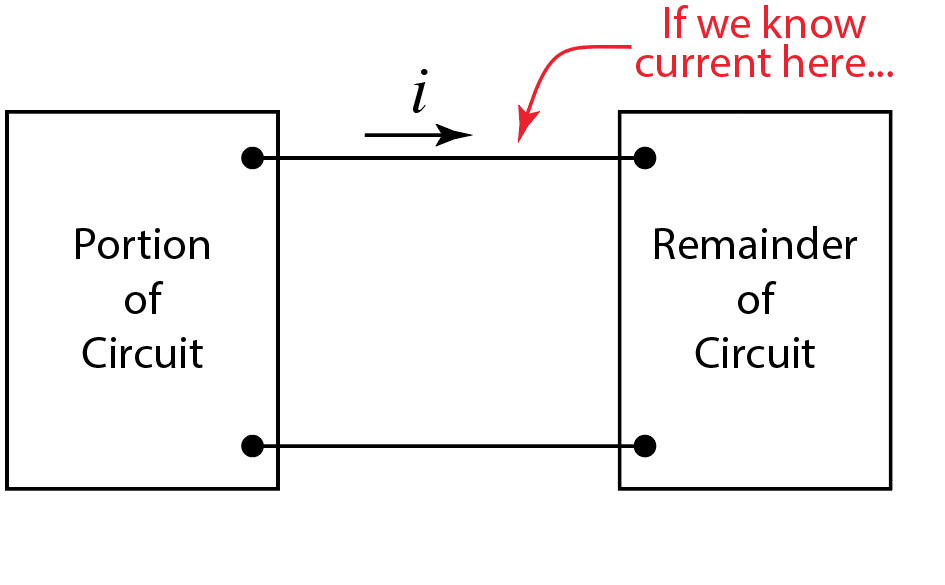 If we know
current here...
i
Portion
of
Circuit
Remainder
of
Circuit